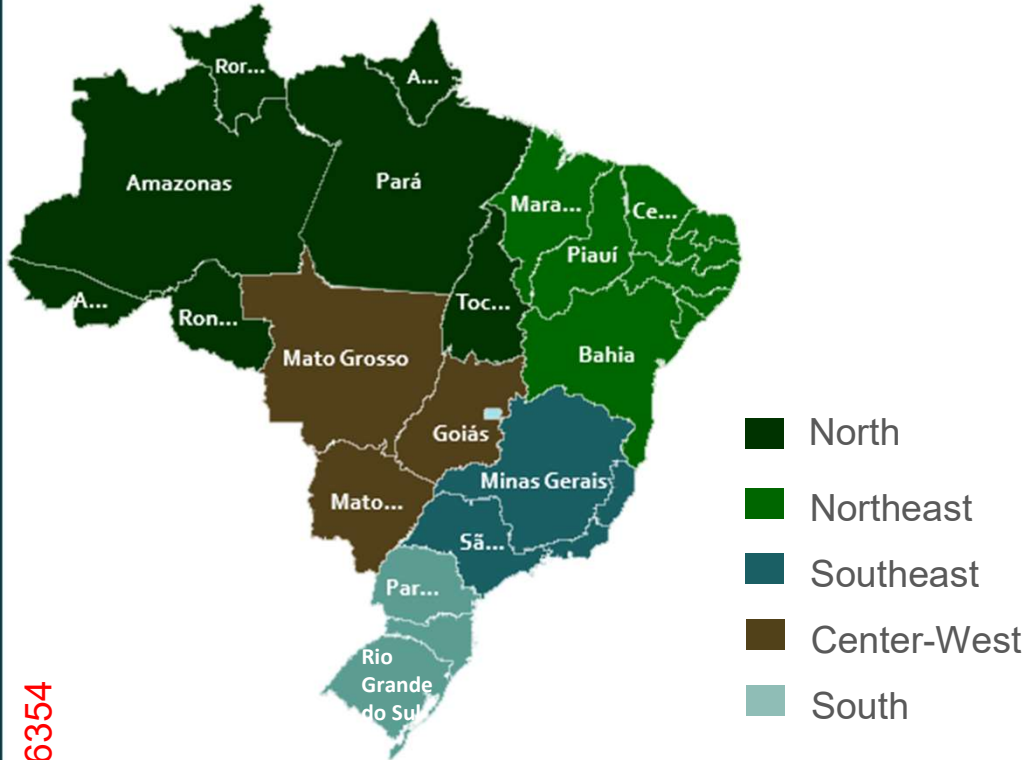 Ror...
A...
Amazonas
Pará
Mara...
Ce...
Piauí
A...
Ron...
Toc...
Mato Grosso
Bahia
Goiás
Minas Gerais
Mato...
Sã...
Par...
Rio
Grande
do Sul
North
Northeast
Southeast
Center-West
South
6354